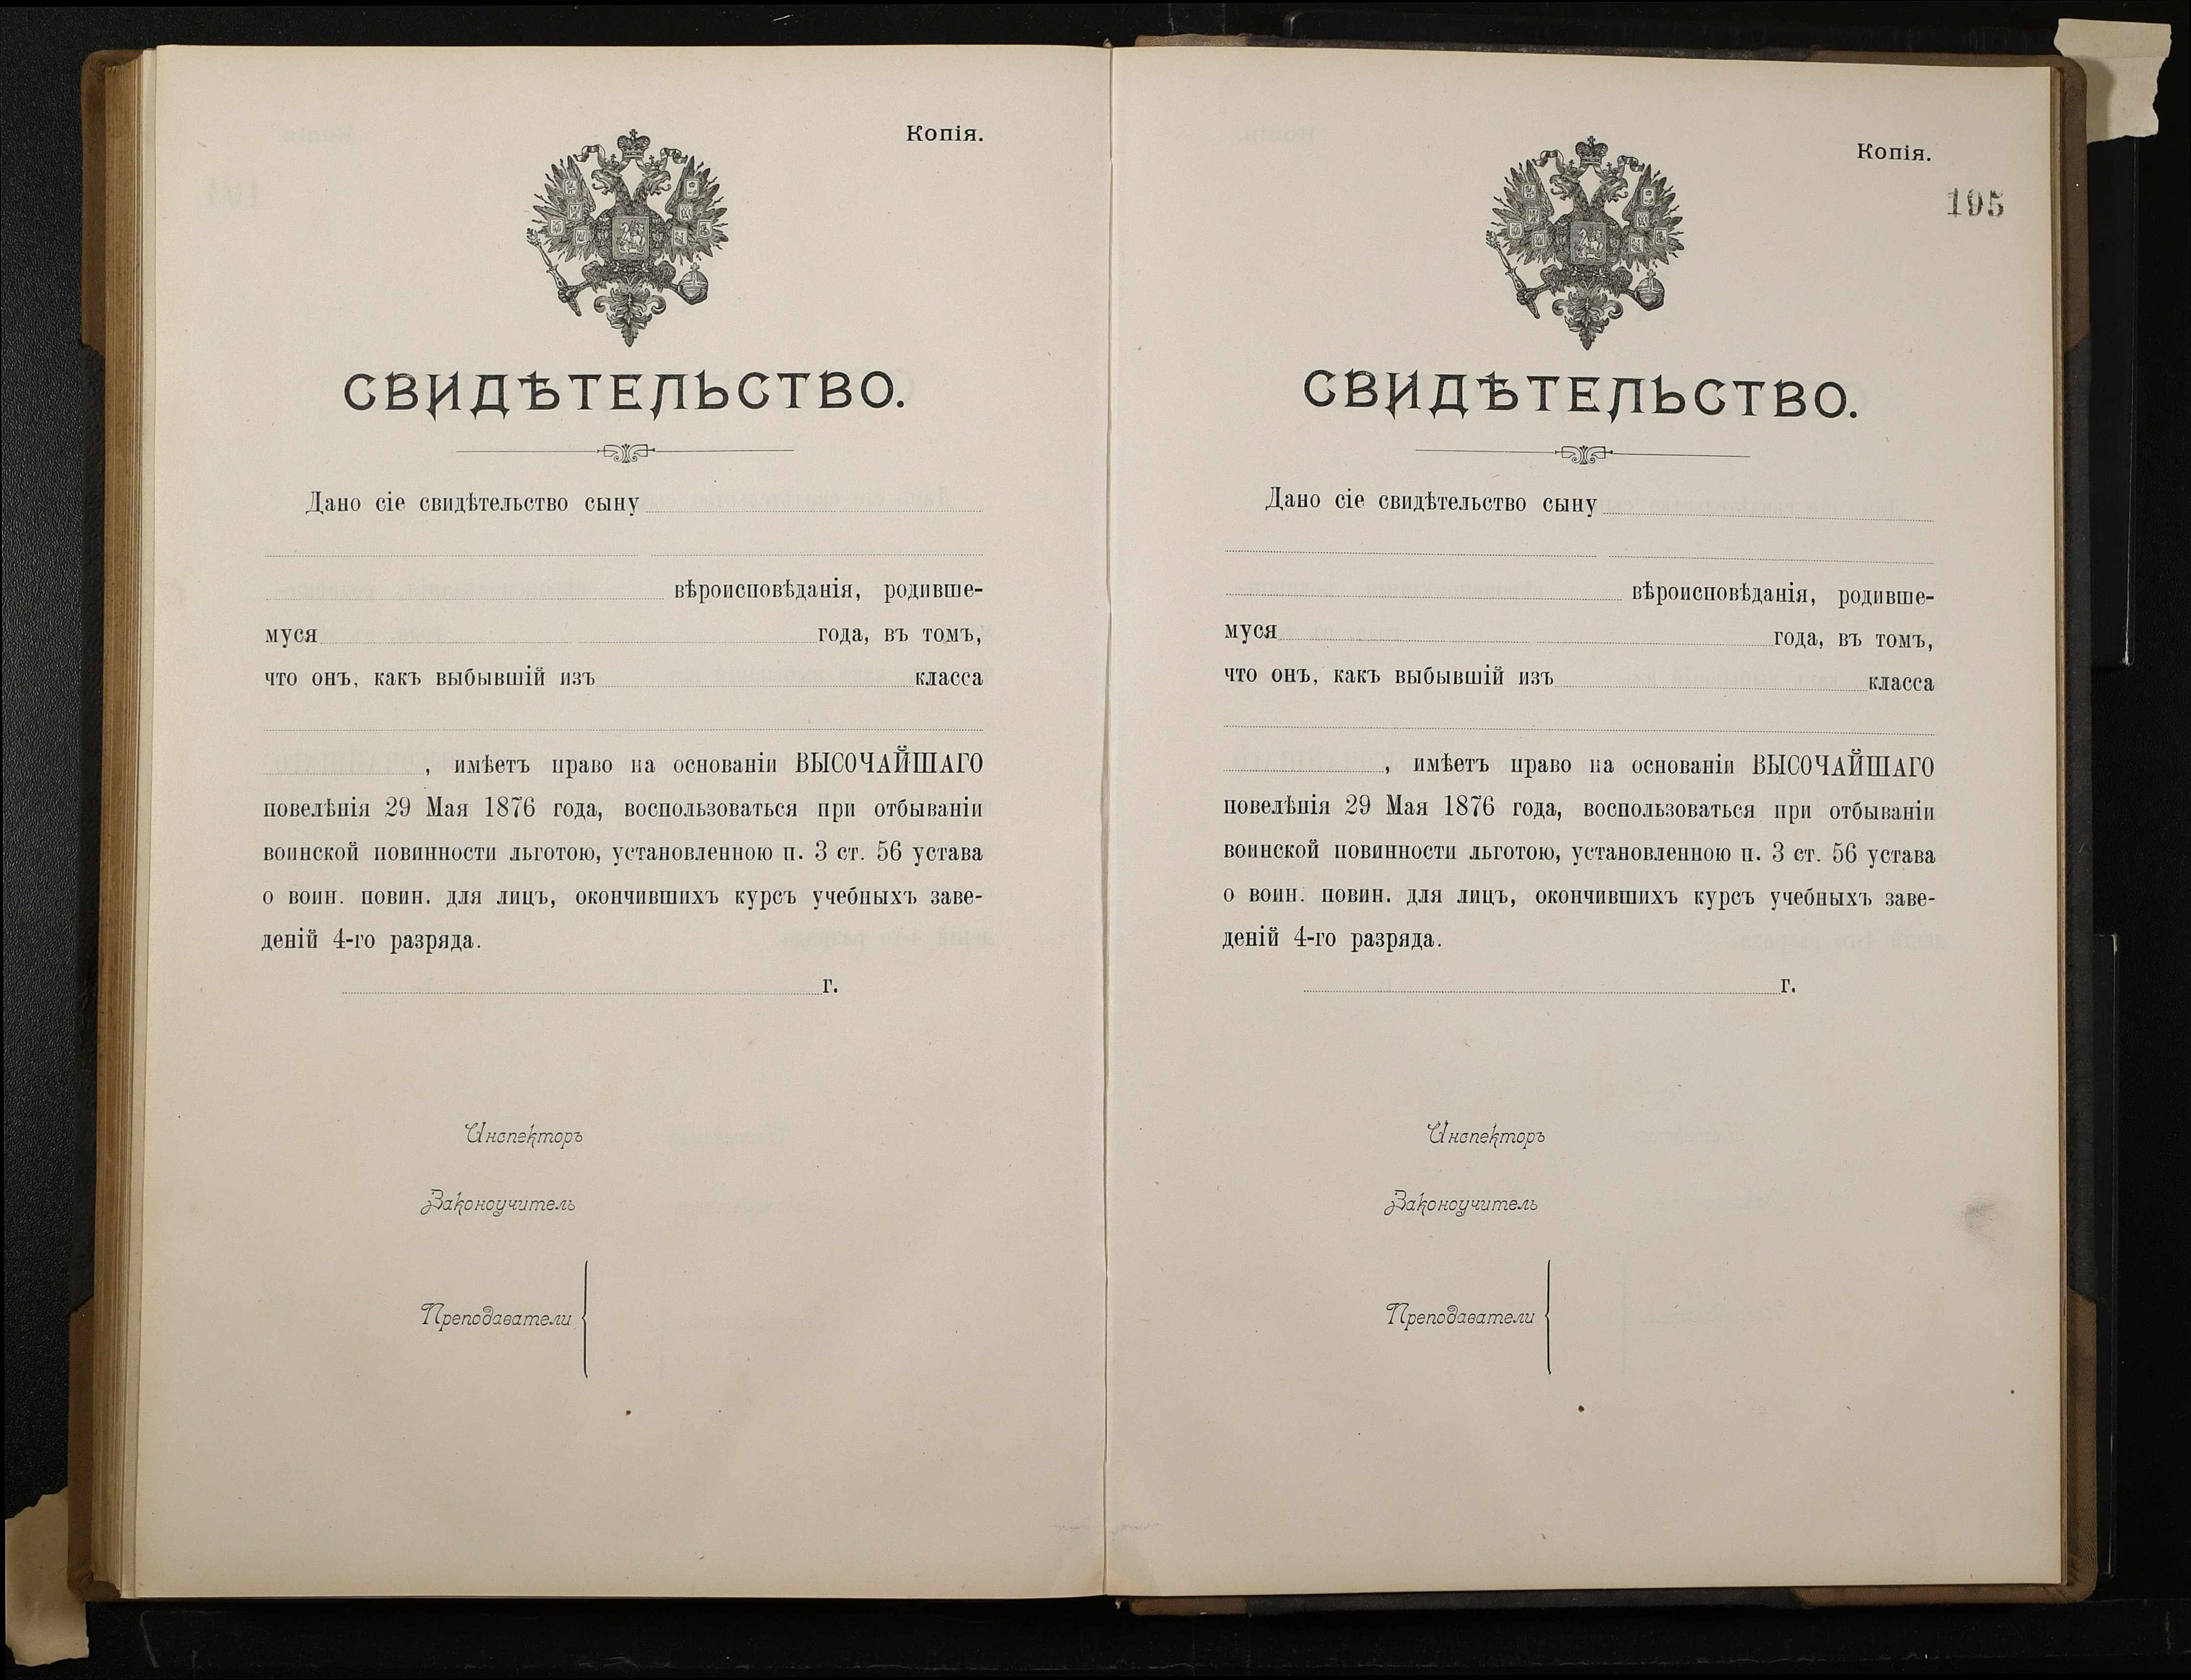 Копія.
СВИДѢТЕЛЬСТВО.
Дано сіе свидѣтельство сыну
вѣроисповѣданія, родивше-
муся года, въ томъ,
что онъ, какъ выбывшій изъ класса
, имѣетъ право на основаніи ВЫСОЧАЙШАГО
повелѣнія 29 Мая 1876 года, воспользоваться при отбываніи
воинской повинности льготою, установленною п. 3 ст. 56 устава
о воин. повин. для лицъ, окончившихъ курсъ учебныхъ заве-
деній 4-го разряда.
г.
Инспекторъ
Законоучитель
Преподаватели
Копія.
195
СВИДѢТЕЛЬСТВО.
Дано сіе свидѣтельство сыну
вѣроисповѣданія, родивше-
муся года, въ томъ,
что онъ, какъ выбывшій изъ класса
, имѣетъ право на основаніи ВЫСОЧАЙШАГО
повелѣнія 29 Мая 1876 года, воспользоваться при отбываніи
воинской повинности льготою, установленною п. 3 ст. 56 устава
о воин. повин. для лицъ, окончившихъ курсъ учебныхъ заве-
деній 4-го разряда.
г.
Инспекторъ
Законоучитель
Преподаватели